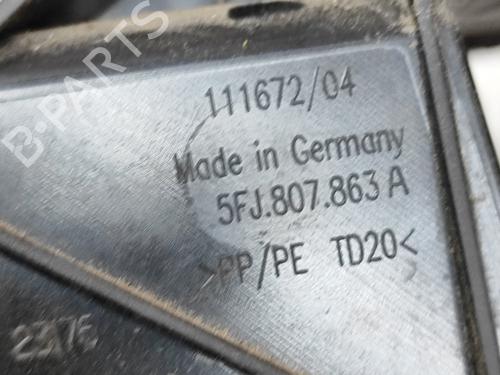 B-PARTS
111672/04
Made in Germany
5FJ.807.863 A
>PP/PE TD20<